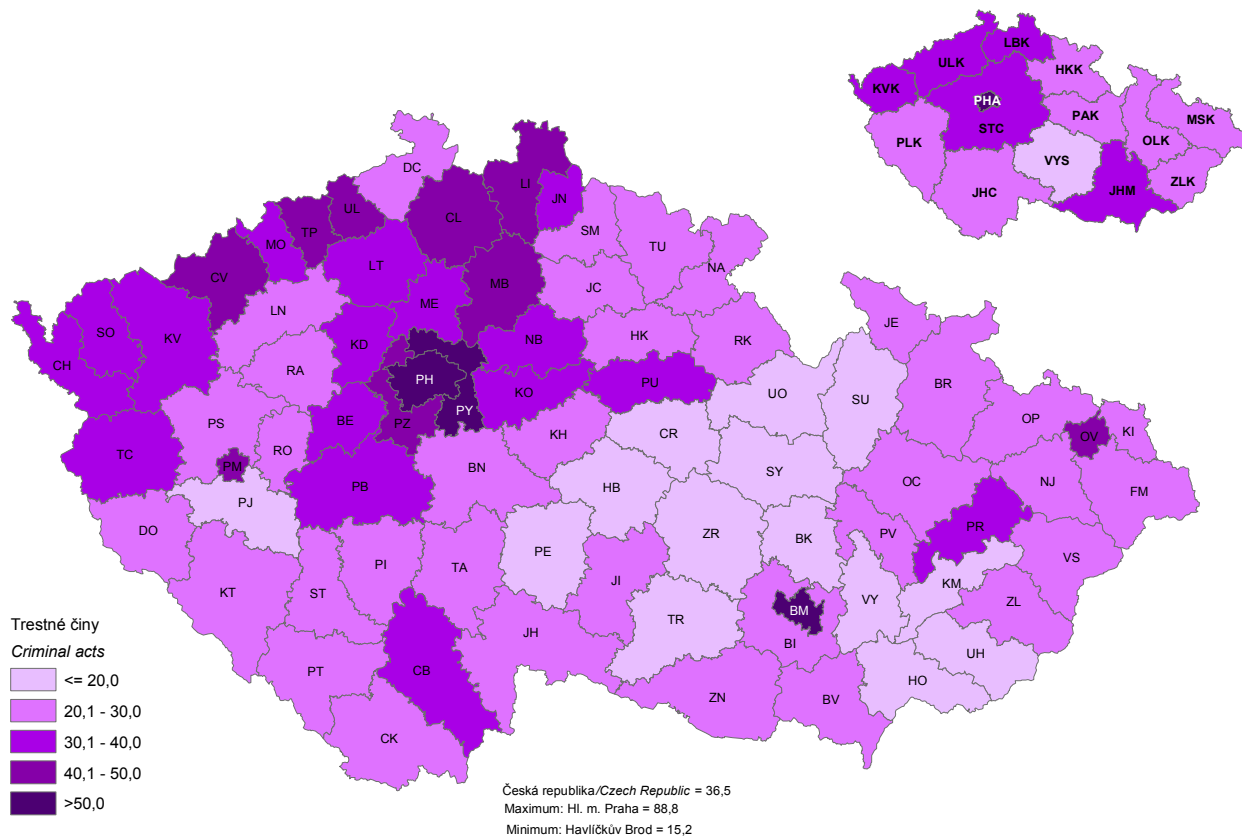 LBK
ULK
HKK
KVK
PHA
PAK
MSK
STC
OLK
PLK
VYS
ZLK
JHC
JHM
DC
LI
JN
UL
CL
TP
SM
MO
TU
LT
NA
CV
MB
JC
ME
LN
JE
SO
KV
KD
NB
HK
RK
CH
RA
PH
PU
BR
KO
UO
SU
PY
OP
PS
BE
PZ
KI
KH
CR
OV
RO
TC
PM
BN
SY
OC
NJ
FM
PB
HB
PJ
PR
DO
ZR
BK
PV
PE
VS
PI
TA
KM
JI
KT
ST
VY
ZL
BM
TR
JH
BI
UH
PT
CB
HO
ZN
BV
CK
Trestné činy
Criminal acts
<= 20,0
20,1 - 30,0
30,1 - 40,0
40,1 - 50,0
>50,0
Česká republika/Czech Republic = 36,5
Maximum: Hl. m. Praha = 88,8
Minimum: Havlíčkův Brod = 15,2